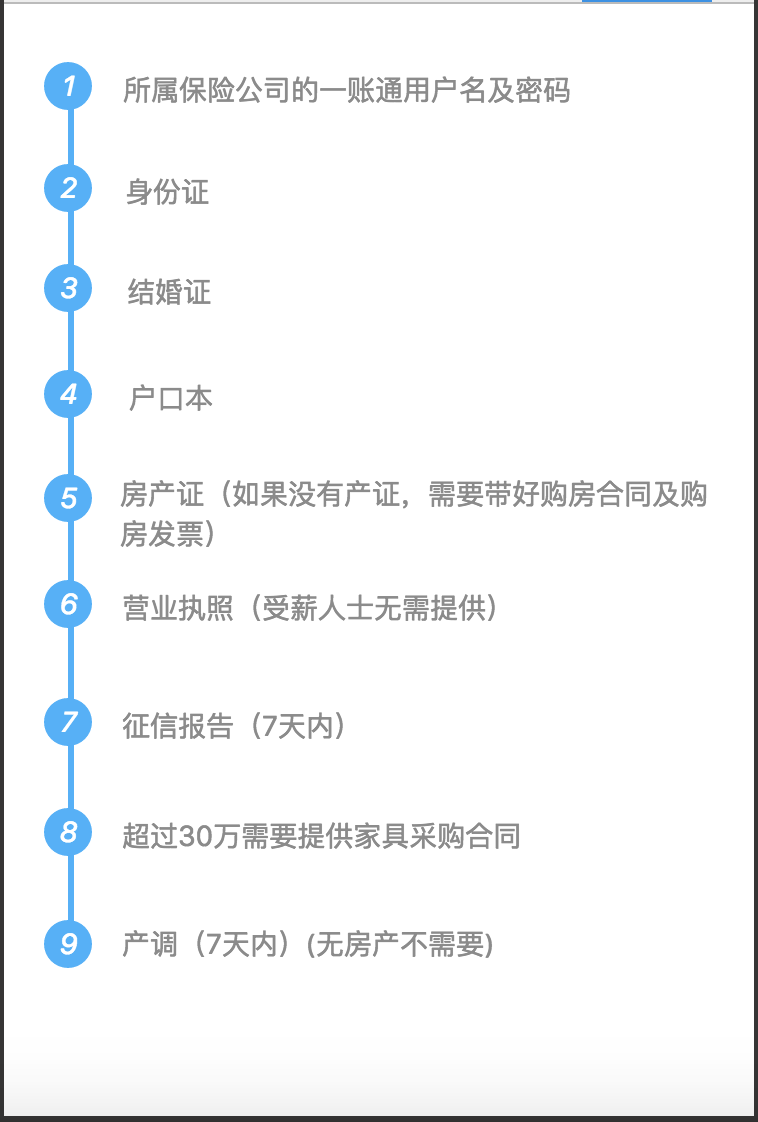 1 所属保险公司的一账通用户名及密码
2 身份证
3 结婚证
4 户口本
5 房产证（如果没有产证，需要带好购房合同及购
房发票）
6 营业执照（受薪人士无需提供）
7 征信报告（7天内）
8 超过30万需要提供家具采购合同
9 产调（7天内）(无房产不需要)